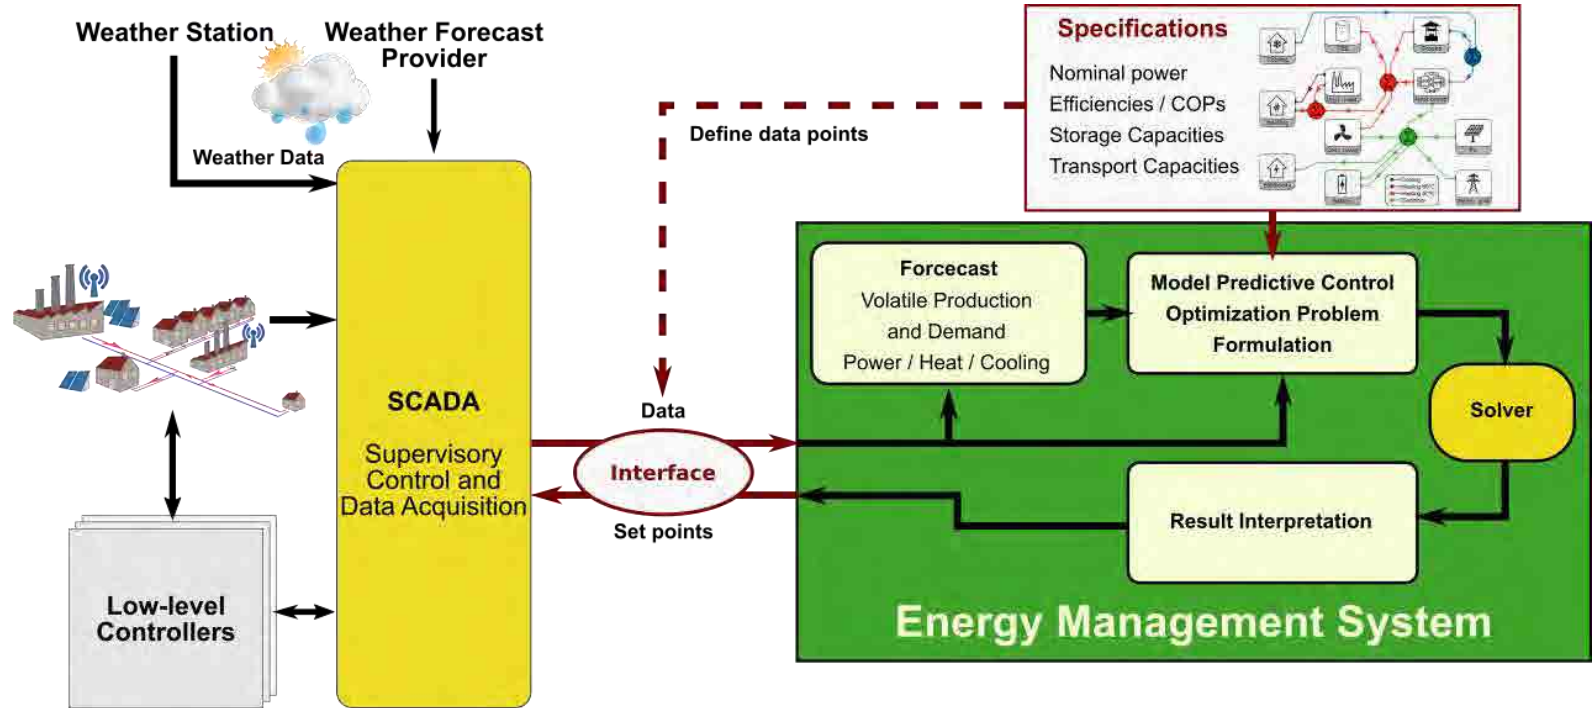 Weather Station
Weather Forecast
Provider
Weather Data
Specifications
Nominal power
Efficiencies / COPs
Storage Capacities
Transport Capacities
Define data points
Forcecast
Volatile Production
and Demand
Power / Heat / Cooling
Model Predictive Control
Optimization Problem
Formulation
Solver
SCADA
Supervisory
Control and
Data Acquisition
Data
Interface
Set points
Result Interpretation
Low-level
Controllers
Energy Management System